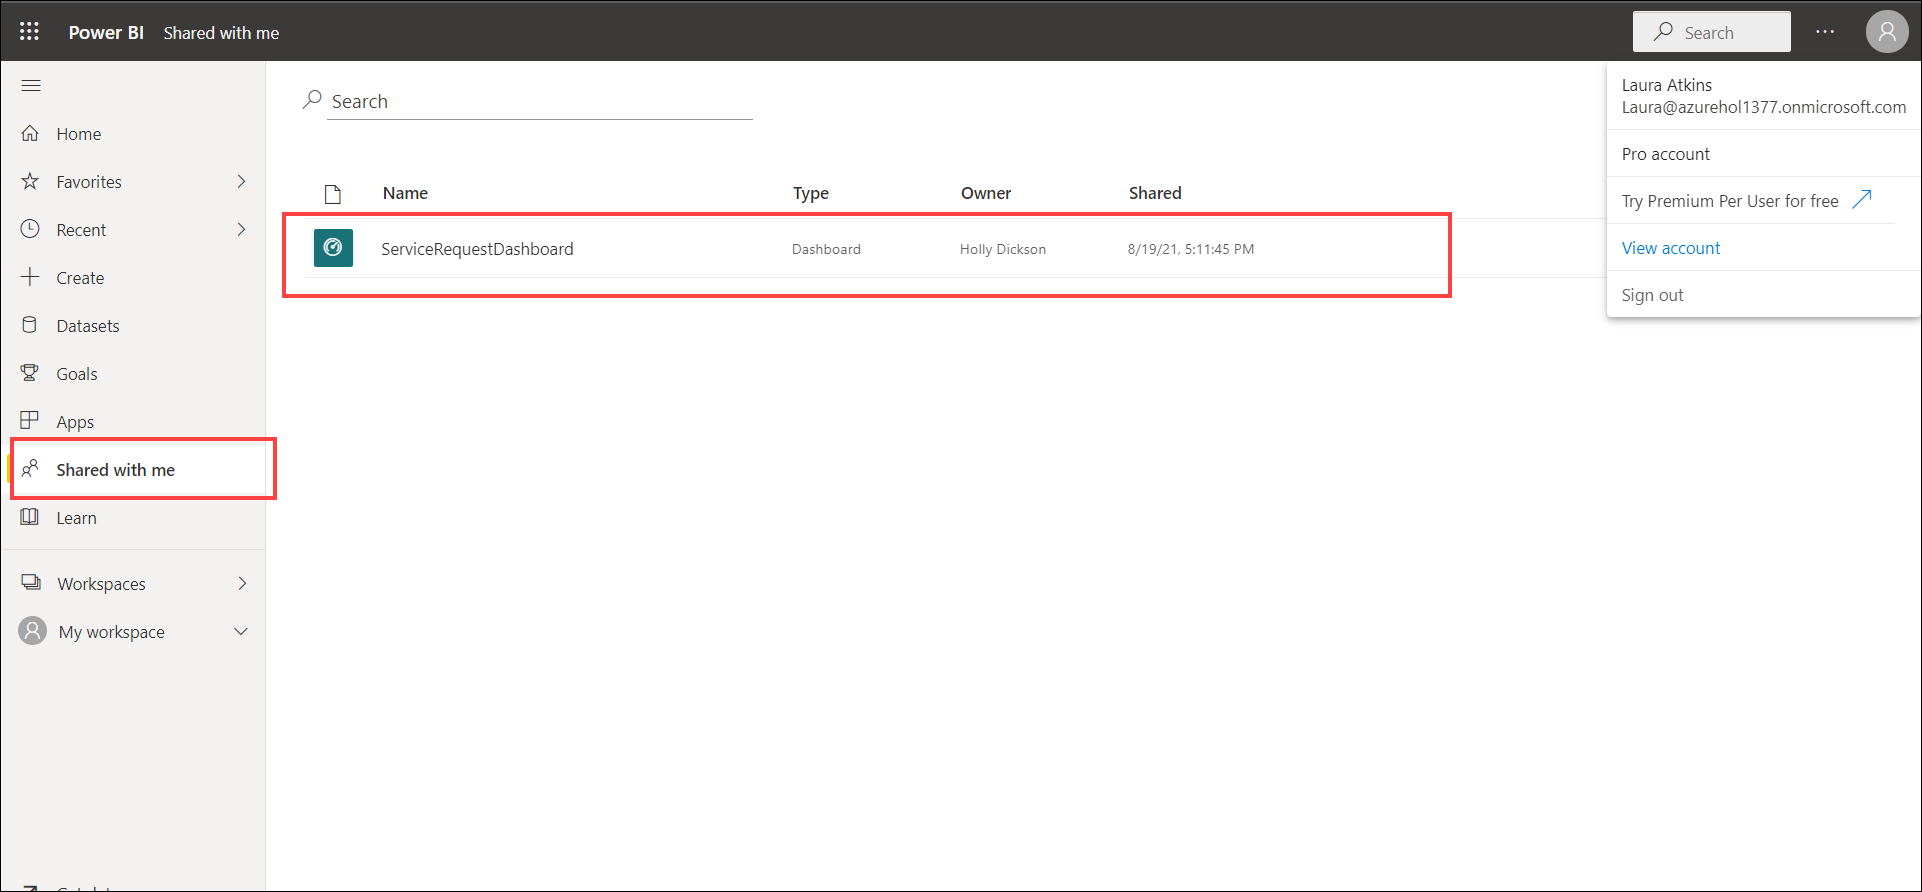 Power BI Shared with me
Search
Laura Atkins
Laura@azurehol1377.onmicrosoft.com
Pro account
Try Premium Per User for free
View account
Sign out
Home
Favorites
Recent
Create
Datasets
Goals
Apps
Shared with me
Learn
Workspaces
My workspace
Search
Name Type Owner Shared
ServiceRequestDashboard Dashboard Holly Dickson 8/19/21, 5:11:45 PM